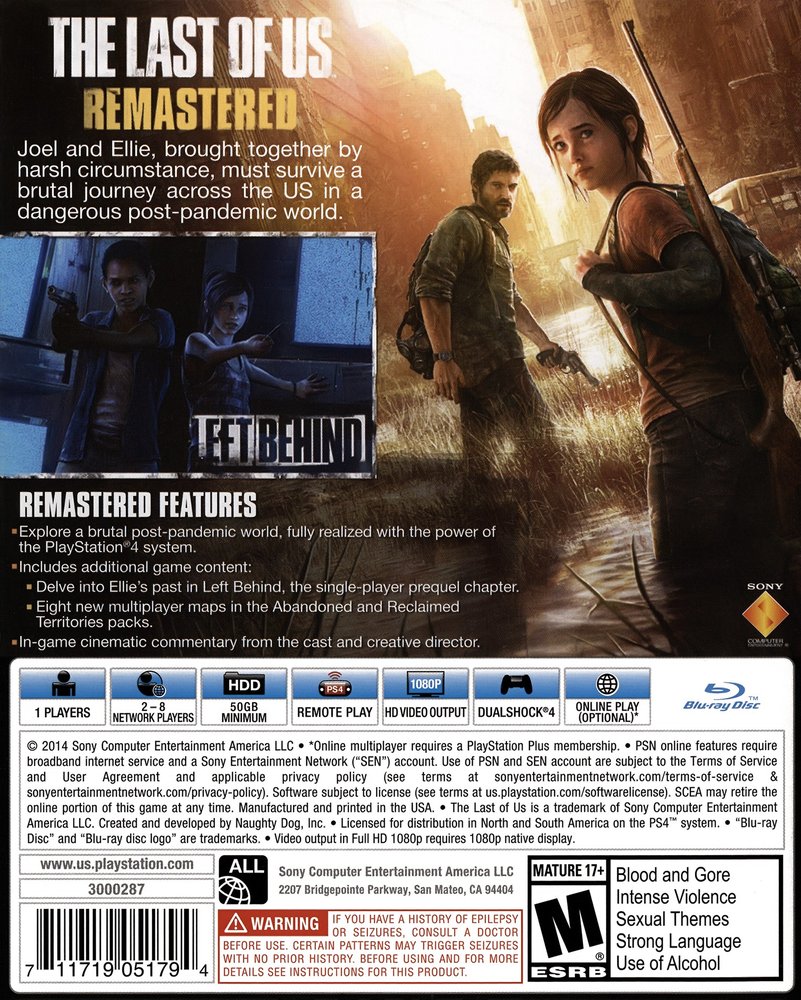 THE LAST OF US
REMASTERED
Joel and Ellie, brought together by
harsh circumstance, must survive a
brutal journey across the US in a
dangerous post-pandemic world.
LEFT BEHIND
REMASTERED FEATURES
▪Explore a brutal post-pandemic world, fully realized with the power of
the PlayStation®4 system.
▪Includes additional game content:
▪ Delve into Ellie's past in Left Behind, the single-player prequel chapter.
▪ Eight new multiplayer maps in the Abandoned and Reclaimed
Territories packs.
▪In-game cinematic commentary from the cast and creative director.
SONY
COMPUTER
ENTERTAINMENT ®
1 PLAYERS
2 – 8
NETWORK PLAYERS
HDD
50GB
MINIMUM
PS4
REMOTE PLAY
1080P
HD VIDEO OUTPUT
DUALSHOCK®4
ONLINE PLAY
(OPTIONAL)*
Blu-ray Disc™
© 2014 Sony Computer Entertainment America LLC • *Online multiplayer requires a PlayStation Plus membership. • PSN online features require
broadband internet service and a Sony Entertainment Network (“SEN”) account. Use of PSN and SEN account are subject to the Terms of Service
and User Agreement and applicable privacy policy (see terms at sonyentertainmentnetwork.com/terms-of-service &
sonyentertainmentnetwork.com/privacy-policy). Software subject to license (see terms at us.playstation.com/softwarelicense). SCEA may retire the
online portion of this game at any time. Manufactured and printed in the USA. • The Last of Us is a trademark of Sony Computer Entertainment
America LLC. Created and developed by Naughty Dog, Inc. • Licensed for distribution in North and South America on the PS4™ system. • “Blu-ray
Disc” and “Blu-ray disc logo” are trademarks. • Video output in Full HD 1080p requires 1080p native display.
www.us.playstation.com
3000287
7 11719 05179 4
ALL
Sony Computer Entertainment America LLC
2207 Bridgepointe Parkway, San Mateo, CA 94404
WARNING IF YOU HAVE A HISTORY OF EPILEPSY
OR SEIZURES, CONSULT A DOCTOR
BEFORE USE. CERTAIN PATTERNS MAY TRIGGER SEIZURES
WITH NO PRIOR HISTORY. BEFORE USING AND FOR MORE
DETAILS SEE INSTRUCTIONS FOR THIS PRODUCT.
MATURE 17+
M®
ESRB
Blood and Gore
Intense Violence
Sexual Themes
Strong Language
Use of Alcohol